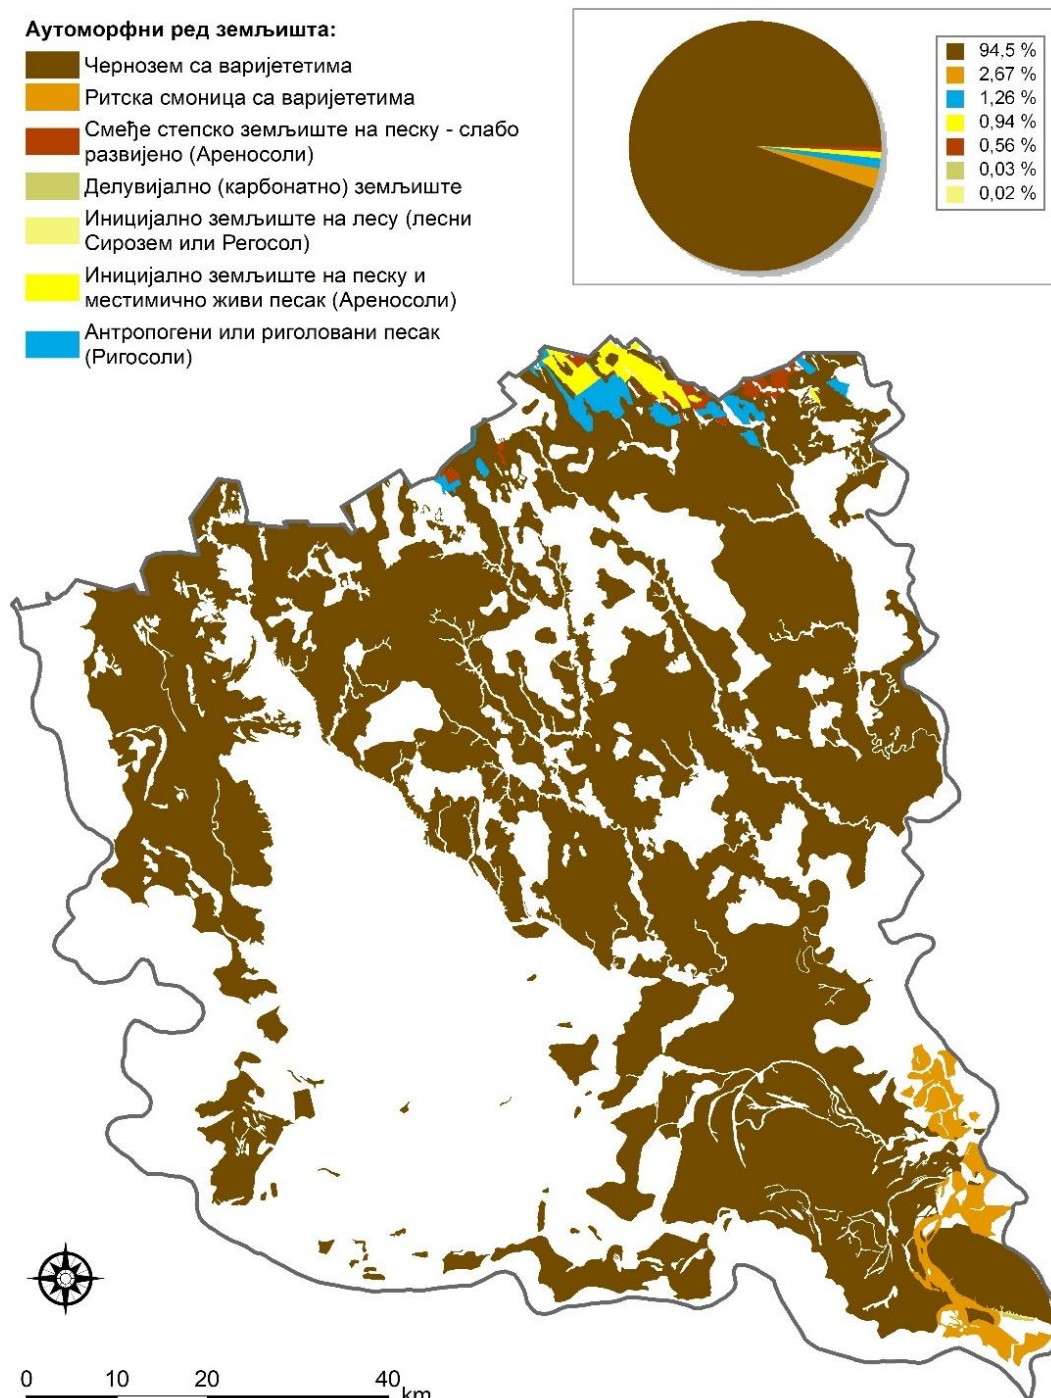 Аутоморфни ред земљишта:
Чернозем са варијететима
Ритска смоница са варијететима
Смеђе степско земљиште на песку - слабо
развијено (Ареносоли)
Делувијално (карбонатно) земљиште
Иницијално земљиште на лесу (лесни
Сирозем или Регосол)
Иницијално земљиште на песку и
местимично живи песак (Ареносоли)
Антропогени или риголовани песак
(Ригосоли)
94,5 %
2,67 %
1,26 %
0,94 %
0,56 %
0,03 %
0,02 %
0 10 20 40 km